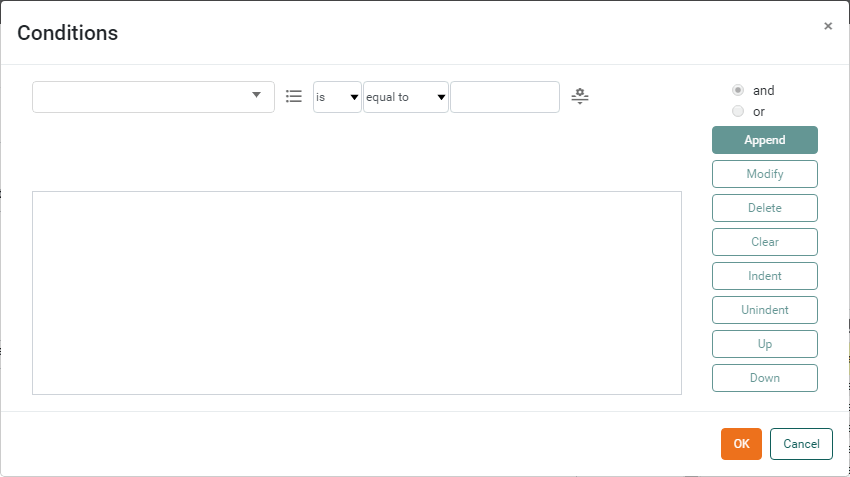 Conditions
×
is
equal to
and
or
Append
Modify
Delete
Clear
Indent
Unindent
Up
Down
OK
Cancel